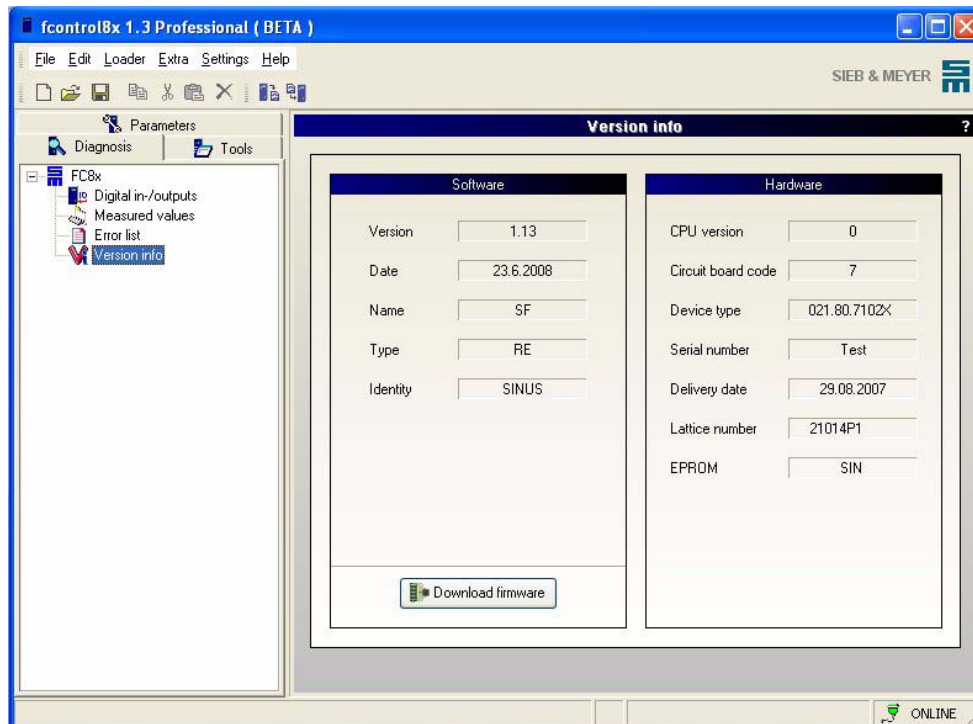 fcontrol8x 1.3 Professional ( BETA )
File Edit Loader Extra Settings Help
SIEB & MEYER
Parameters
Diagnosis Tools
Version info ?
FC8x
Digital in-/outputs
Measured values
Error list
Version info
Software
Version 1.13
Date 23.6.2008
Name SF
Type RE
Identity SINUS
Download firmware
Hardware
CPU version 0
Circuit board code 7
Device type 021.80.7102X
Serial number Test
Delivery date 29.08.2007
Lattice number 21014P1
EPROM SIN
ONLINE